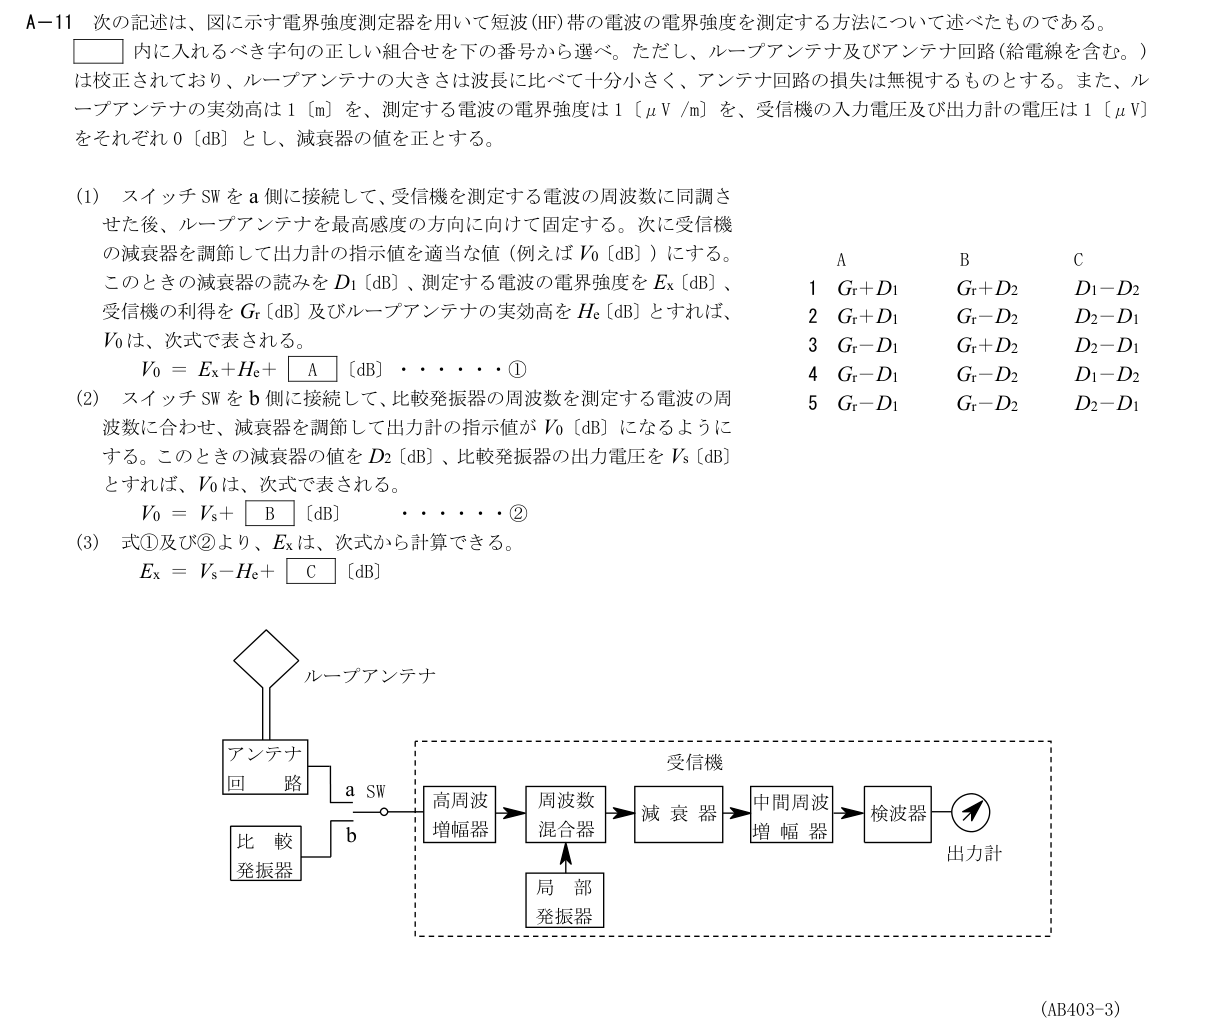 A－11　次の記述は、図に示す電界強度測定器を用いて短波(HF)帯の電波の電界強度を測定する方法について述べたものである。
内に入れるべき字句の正しい組合せを下の番号から選べ。ただし、ループアンテナ及びアンテナ回路(給電線を含む。)
は校正されており、ループアンテナの大きさは波長に比べて十分小さく、アンテナ回路の損失は無視するものとする。また、ル
ープアンテナの実効高は1〔m〕を、測定する電波の電界強度は1〔μV /m〕を、受信機の入力電圧及び出力計の電圧は1〔μV〕
をそれぞれ0〔dB〕とし、減衰器の値を正とする。
(1)　スイッチSWをa側に接続して、受信機を測定する電波の周波数に同調さ
せた後、ループアンテナを最高感度の方向に向けて固定する。次に受信機
の減衰器を調節して出力計の指示値を適当な値（例えばV0〔dB〕）にする。
このときの減衰器の読みをD1〔dB〕、測定する電波の電界強度をEx〔dB〕、
受信機の利得をGr〔dB〕及びループアンテナの実効高をHe〔dB〕とすれば、
V0は、次式で表される。
V0 ＝ Ex＋He＋ A 〔dB〕・・・・・・①
(2)　スイッチSWをb側に接続して、比較発振器の周波数を測定する電波の周
波数に合わせ、減衰器を調節して出力計の指示値がV0〔dB〕になるように
する。このときの減衰器の値をD2〔dB〕、比較発振器の出力電圧をVs〔dB〕
とすれば、V0は、次式で表される。
V0 ＝ Vs＋ B 〔dB〕　　・・・・・・②
(3)　式①及び②より、Exは、次式から計算できる。
Ex ＝ Vs－He＋ C 〔dB〕
A B C
1 Gr＋D1 Gr＋D2 D1－D2
2 Gr＋D1 Gr－D2 D2－D1
3 Gr－D1 Gr＋D2 D2－D1
4 Gr－D1 Gr－D2 D1－D2
5 Gr－D1 Gr－D2 D2－D1
ループアンテナ
アンテナ
回　路
比　較
発振器
a
SW
b
受信機
高周波
増幅器
周波数
混合器
減衰器
中間周波
増幅器
検波器
出力計
局　部
発振器
(AB403-3)